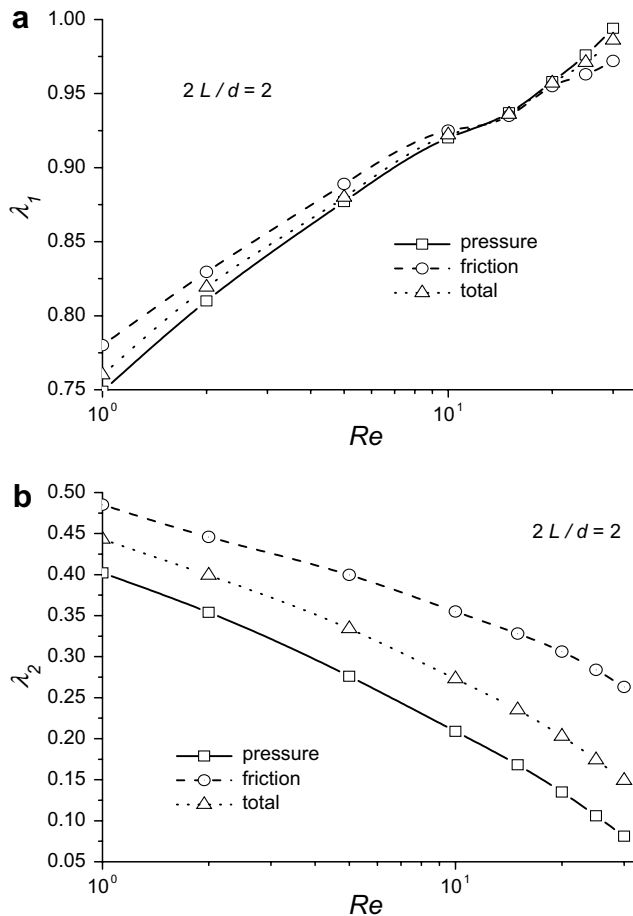 a
1.00
2 L / d = 2
0.95
0.90
λ1
0.85
pressure
friction
0.80
total
0.75
10^0
10^1
Re
b
0.50
2 L / d = 2
0.45
0.40
0.35
0.30
λ2
0.25
0.20
pressure
0.15
friction
total
0.10
0.05
10^0
10^1
Re